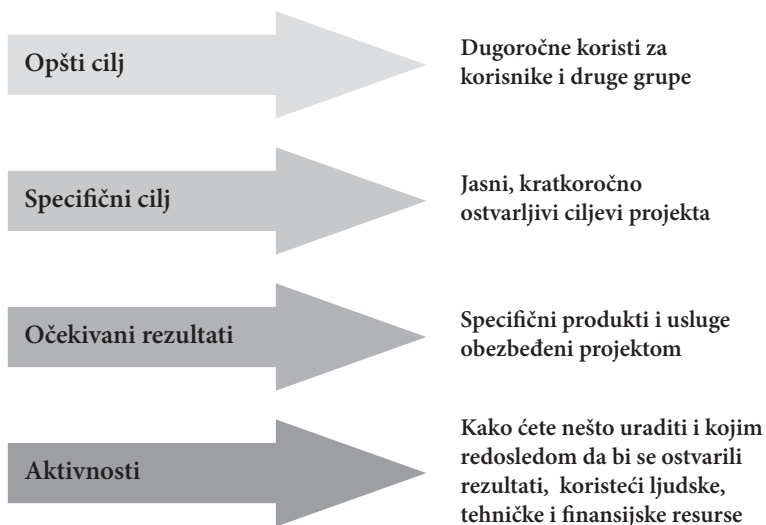 Opšti cilj
Dugoročne koristi za
korisnike i druge grupe
Specifični cilj
Jasni, kratkoročno
ostvarljivi ciljevi projekta
Očekivani rezultati
Specifični produkti i usluge
obezbeđeni projektom
Aktivnosti
Kako ćete nešto uraditi i kojim
redosledom da bi se ostvarili
rezultati, koristeći ljudske,
tehničke i finansijske resurse